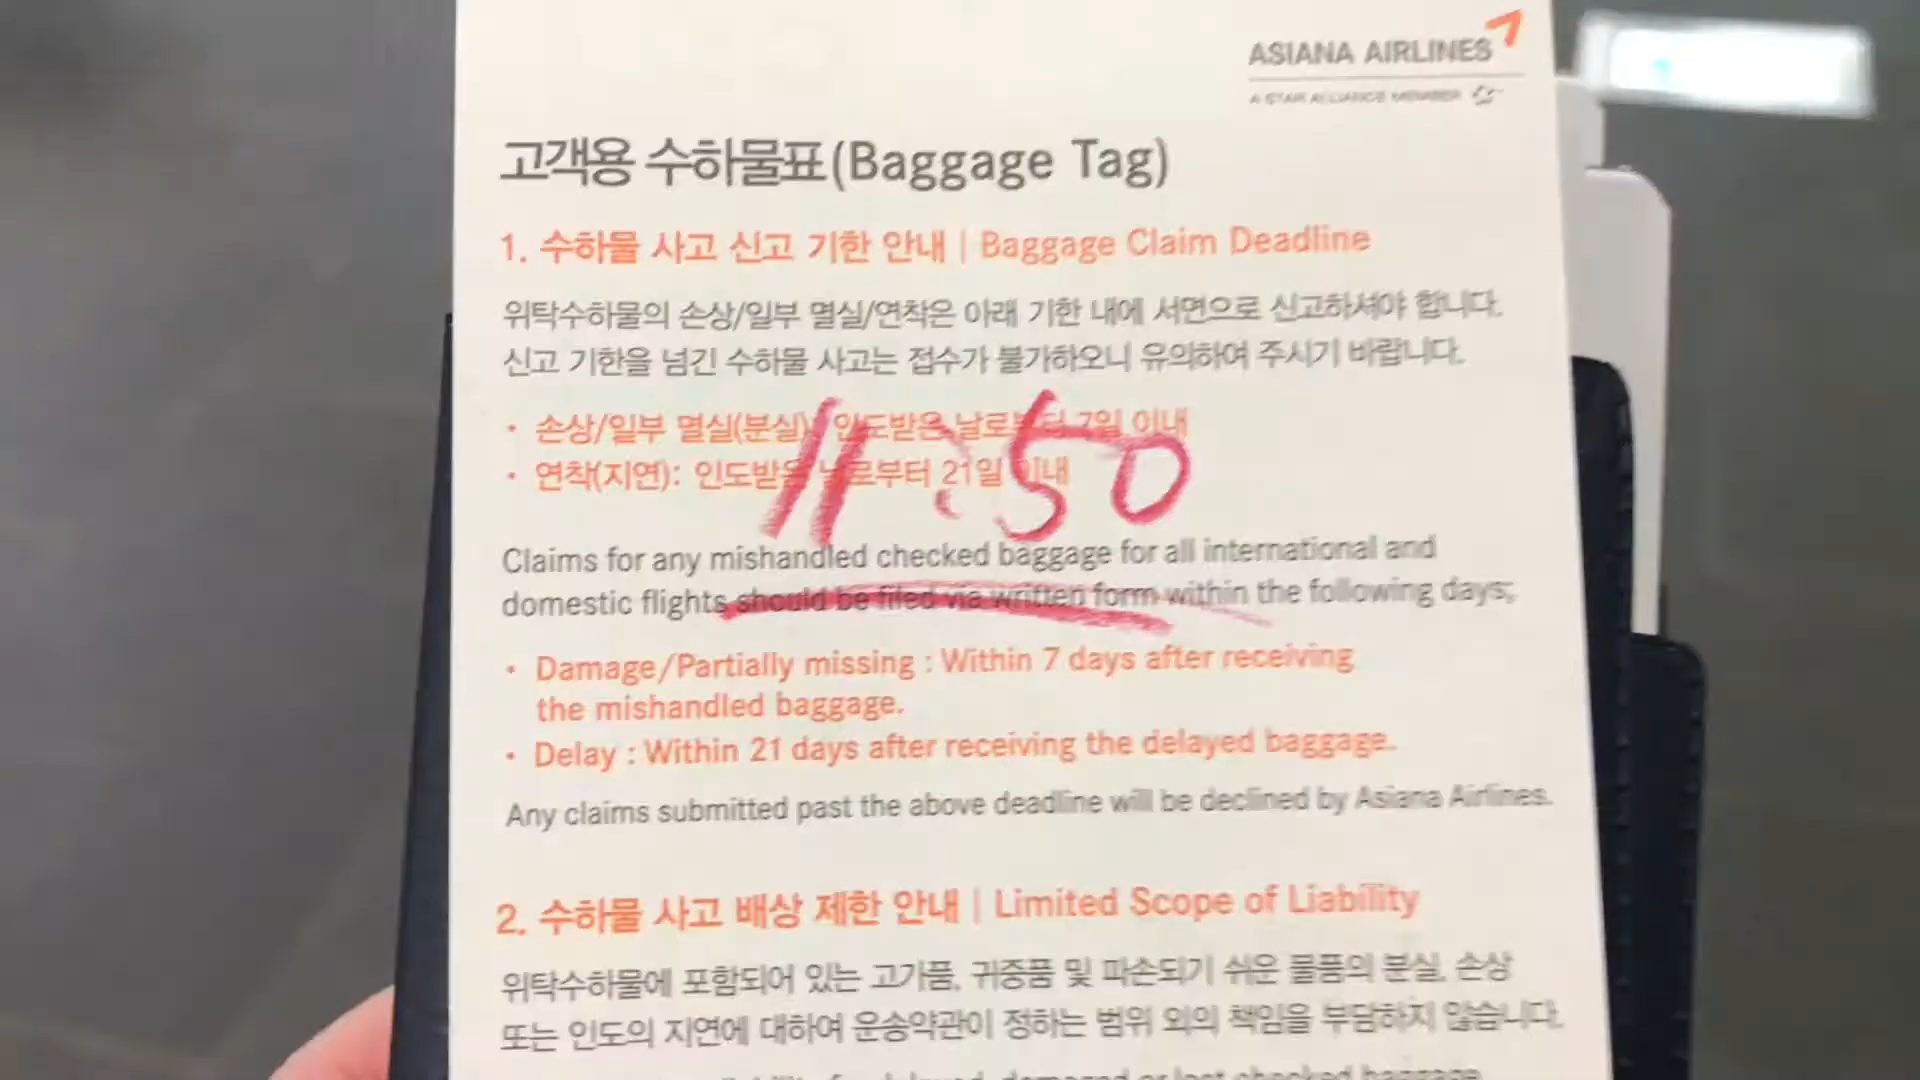 ASIANA AIRLINES
A STAR ALLIANCE MEMBER
고객용 수하물표(Baggage Tag)
1. 수하물 사고 신고 기한 안내 | Baggage Claim Deadline
위탁수하물의 손상/일부 멸실/연착은 아래 기한 내에 서면으로 신고하셔야 합니다.
신고 기한을 넘긴 수하물 사고는 접수가 불가하오니 유의하여 주시기 바랍니다.
• 손상/일부 멸실(분실): 인도받은 날로부터 7일 이내
• 연착(지연): 인도받은 날로부터 21일 이내
11:50
Claims for any mishandled checked baggage for all international and
domestic flights should be filed via written form within the following days;
• Damage/Partially missing : Within 7 days after receiving
the mishandled baggage.
• Delay : Within 21 days after receiving the delayed baggage.
Any claims submitted past the above deadline will be declined by Asiana Airlines.
2. 수하물 사고 배상 제한 안내 | Limited Scope of Liability
위탁수하물에 포함되어 있는 고가품, 귀중품 및 파손되기 쉬운 물품의 분실, 손상
또는 인도의 지연에 대하여 운송약관이 정하는 범위 외의 책임을 부담하지 않습니다.